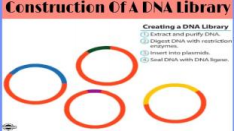 Construction Of A DNA Library
Creating a DNA Library
1 Extract and purify DNA.
2 Digest DNA with restriction
enzymes.
3 Insert into plasmids.
4 Seal DNA with DNA ligase.